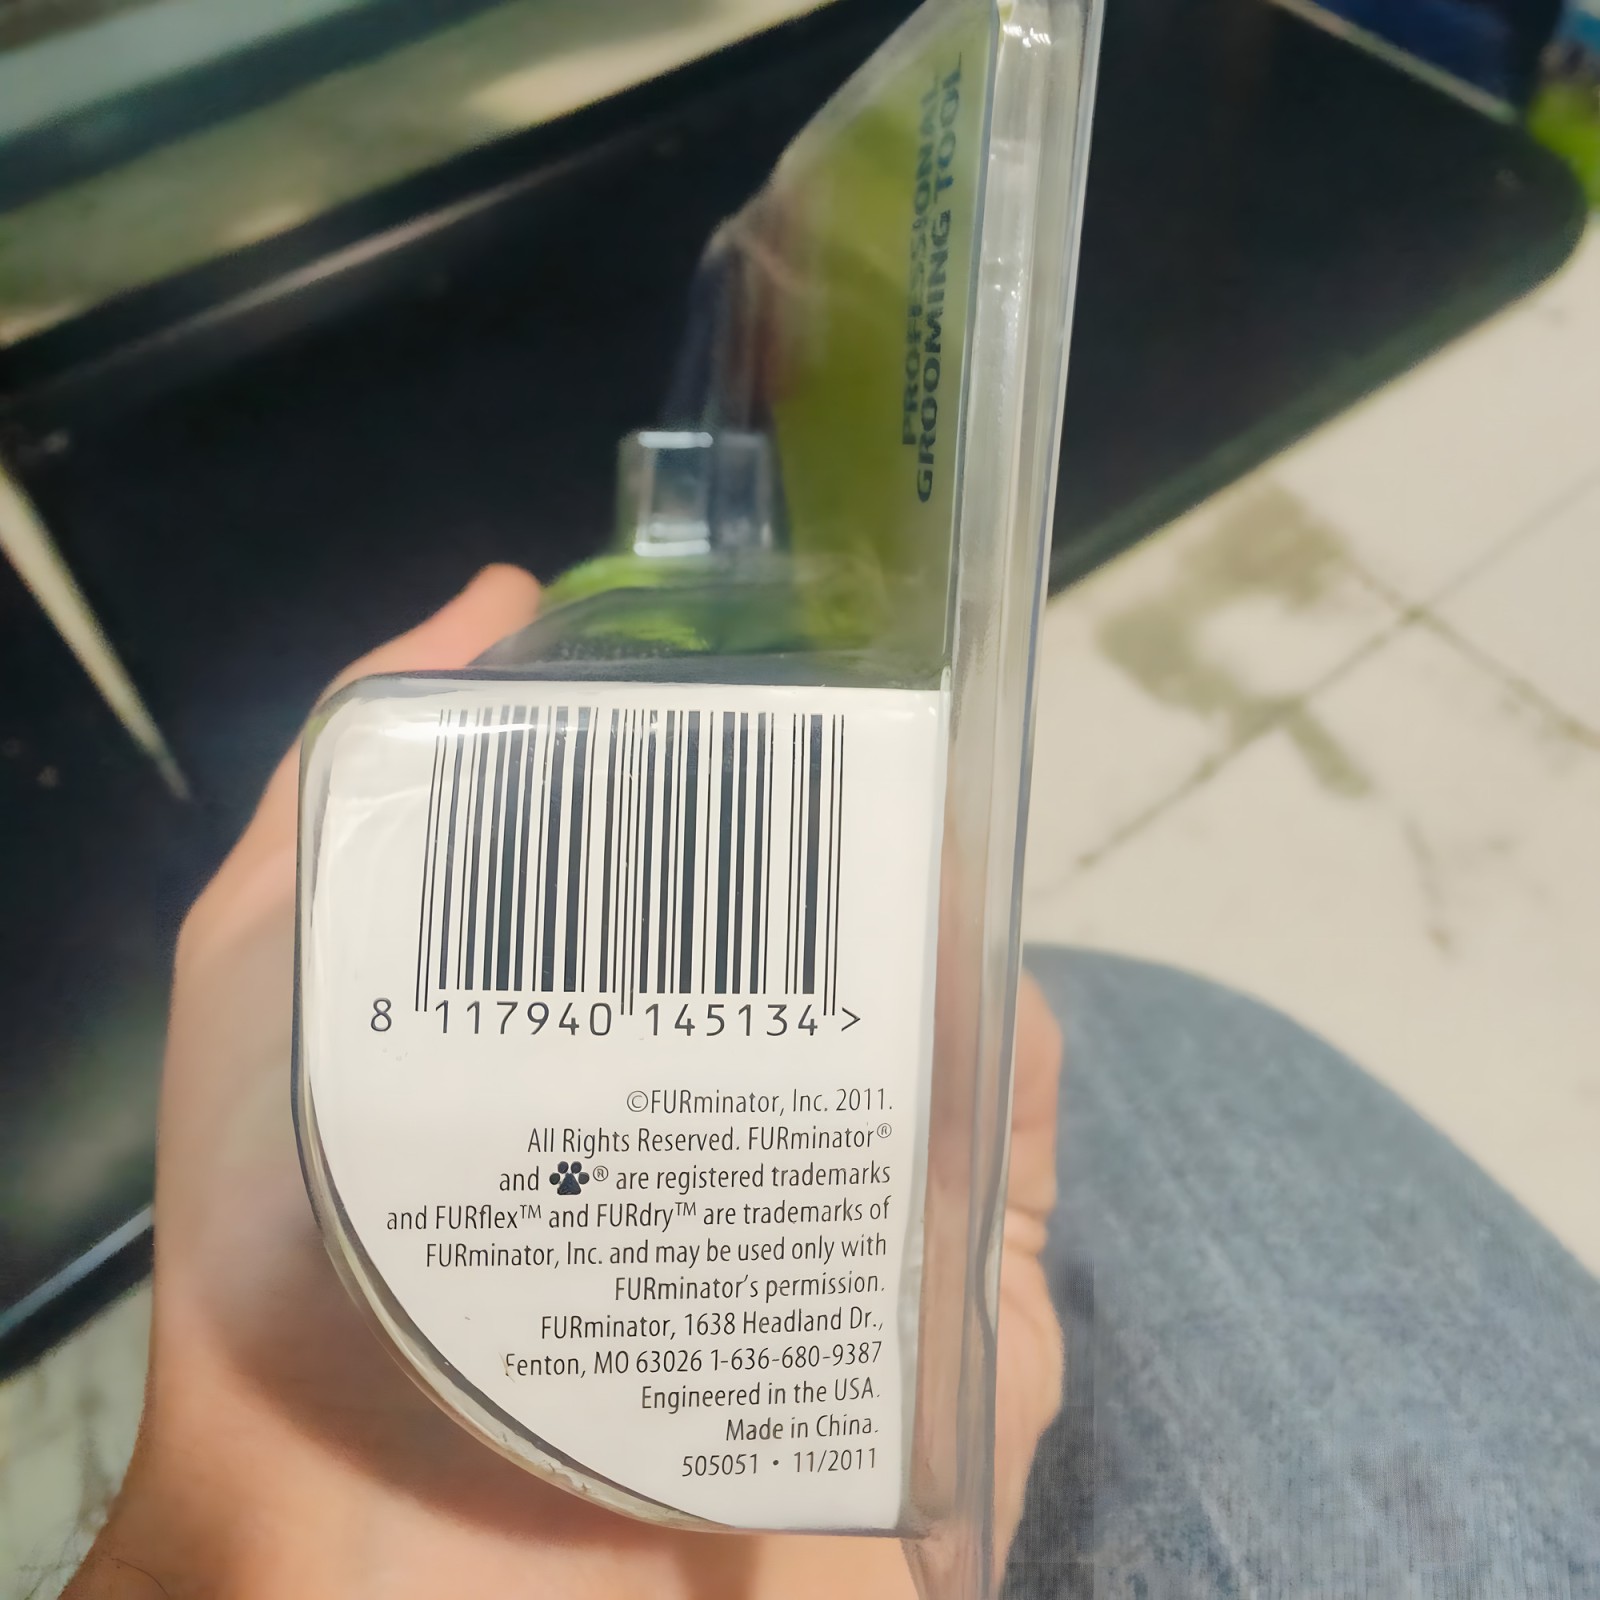 PROFESSIONAL
GROOMING TOOL
8 117940 145134 >
©FURminator, Inc. 2011.
All Rights Reserved. FURminator®
and ® are registered trademarks
and FURflex™ and FURdry™ are trademarks of
FURminator, Inc. and may be used only with
FURminator's permission.
FURminator, 1638 Headland Dr.,
Fenton, MO 63026 1-636-680-9387
Engineered in the USA.
Made in China.
505051 • 11/2011